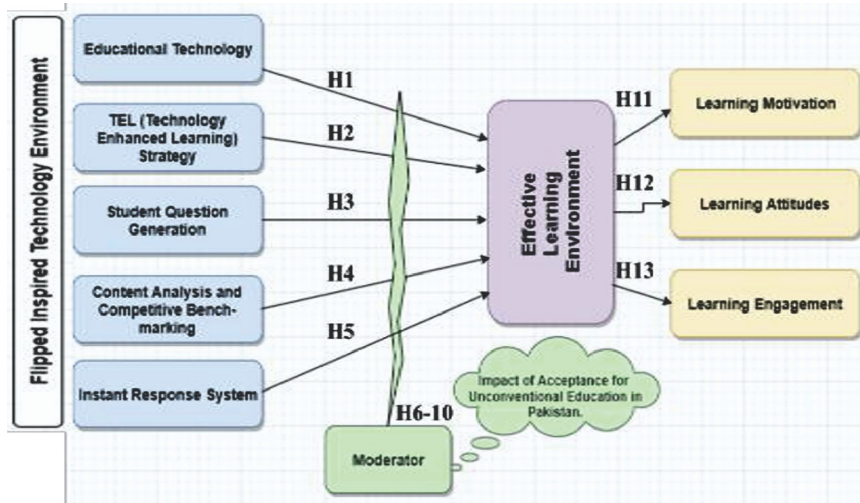 Flipped Inspired Technology Environment
Educational Technology
TEL (Technology
Enhanced Learning)
Strategy
Student Question
Generation
Content Analysis and
Competitive Bench-
marking
Instant Response System
H1
H2
H3
H4
H5
H6-10
Moderator
Impact of Acceptance for
Unconventional Education in
Pakistan.
Effective
Learning
Environment
H11
H12
H13
Learning Motivation
Learning Attitudes
Learning Engagement